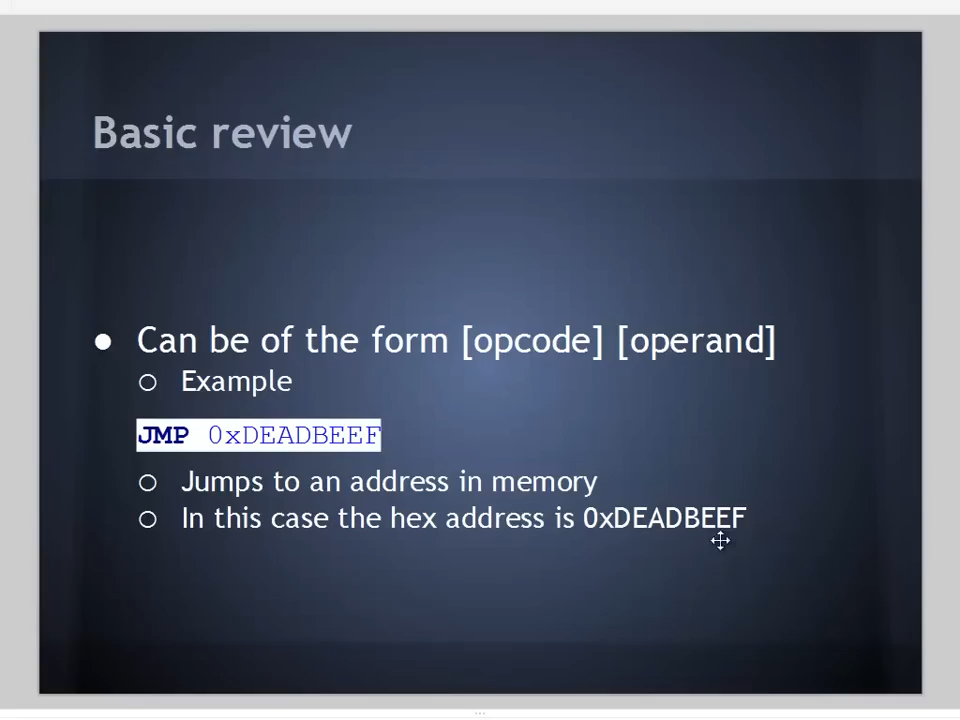 Basic review
● Can be of the form [opcode] [operand]
○ Example
JMP 0xDEADBEEF
○ Jumps to an address in memory
○ In this case the hex address is 0xDEADBEEF